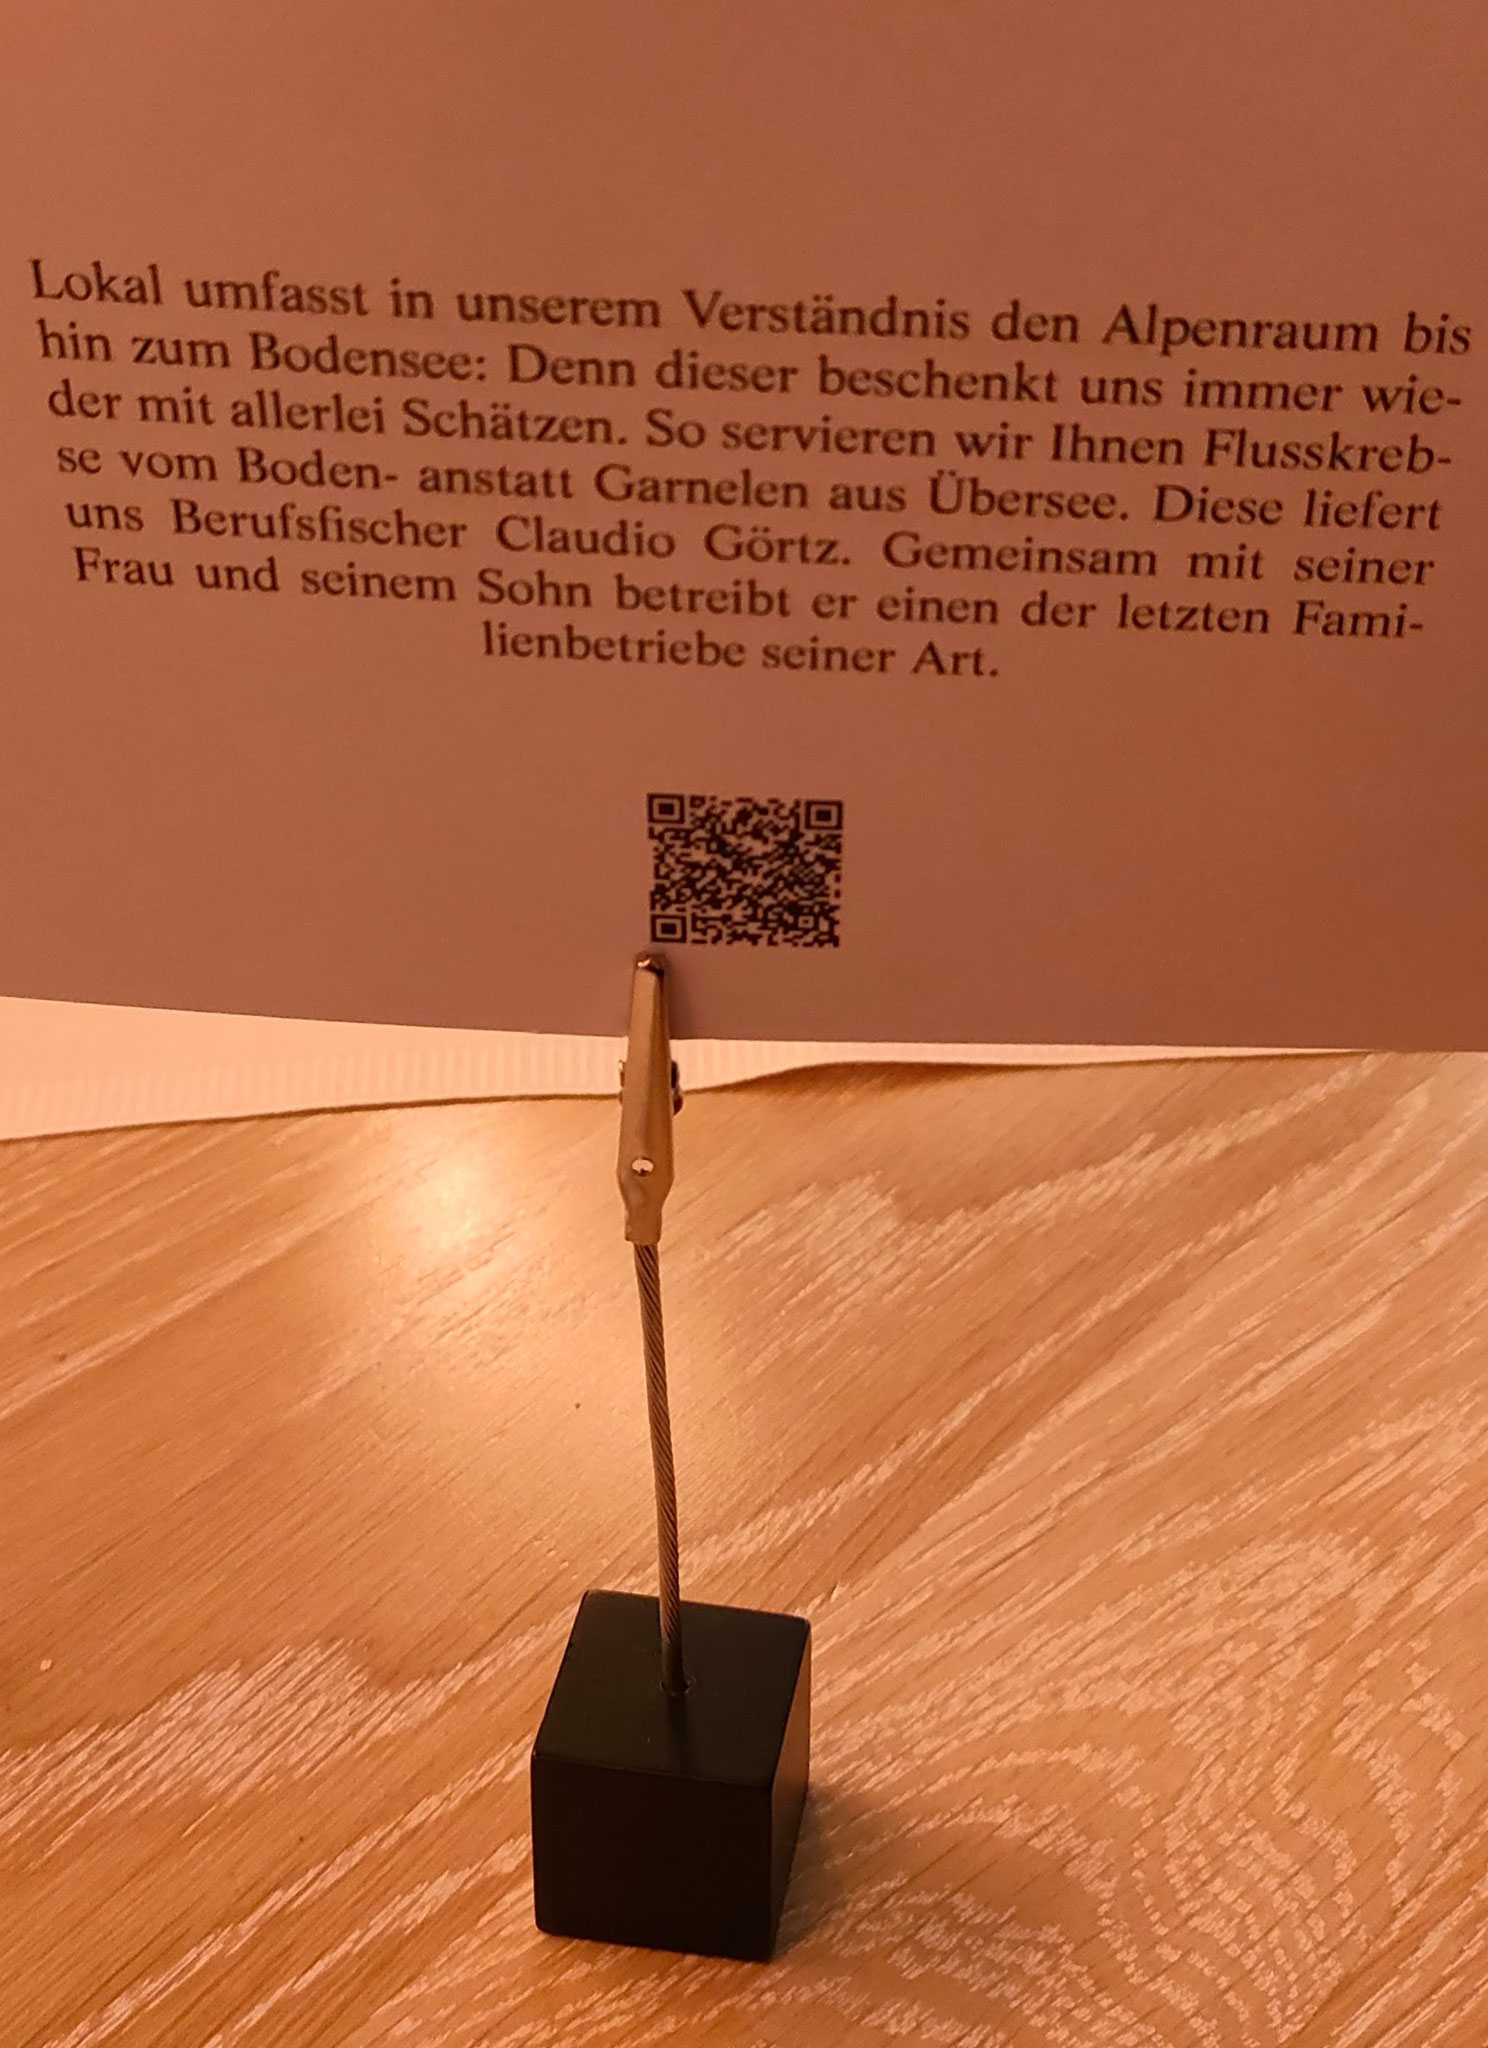 Lokal umfasst in unserem Verständnis den Alpenraum bis
hin zum Bodensee: Denn dieser beschenkt uns immer wie-
der mit allerlei Schätzen. So servieren wir Ihnen Flusskreb-
se vom Boden- anstatt Garnelen aus Übersee. Diese liefert
uns Berufsfischer Claudio Görtz. Gemeinsam mit seiner
Frau und seinem Sohn betreibt er einen der letzten Fami-
lienbetriebe seiner Art.